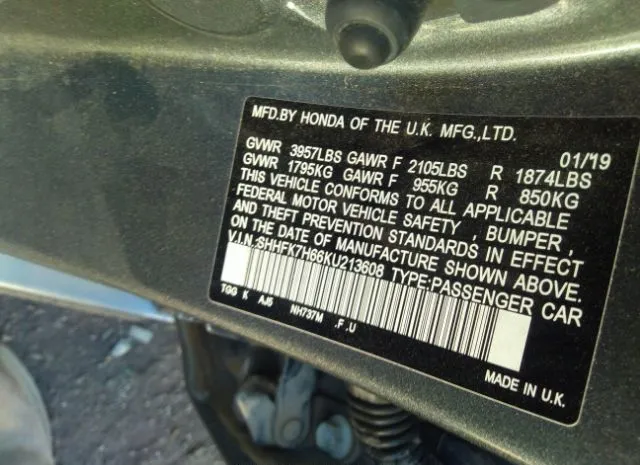 MFD.BY HONDA OF THE U.K. MFG.,LTD.
01/19
GVWR 3957LBS GAWR F 2105LBS R 1874LBS
GVWR 1795KG GAWR F 955KG R 850KG
THIS VEHICLE CONFORMS TO ALL APPLICABLE
FEDERAL MOTOR VEHICLE SAFETY , BUMPER ,
AND THEFT PREVENTION STANDARDS IN EFFECT
ON THE DATE OF MANUFACTURE SHOWN ABOVE.
V.I.N.:SHHFK7H66KU213608 TYPE:PASSENGER CAR
TGG K AJ5 NH737M .F.U
MADE IN U.K.